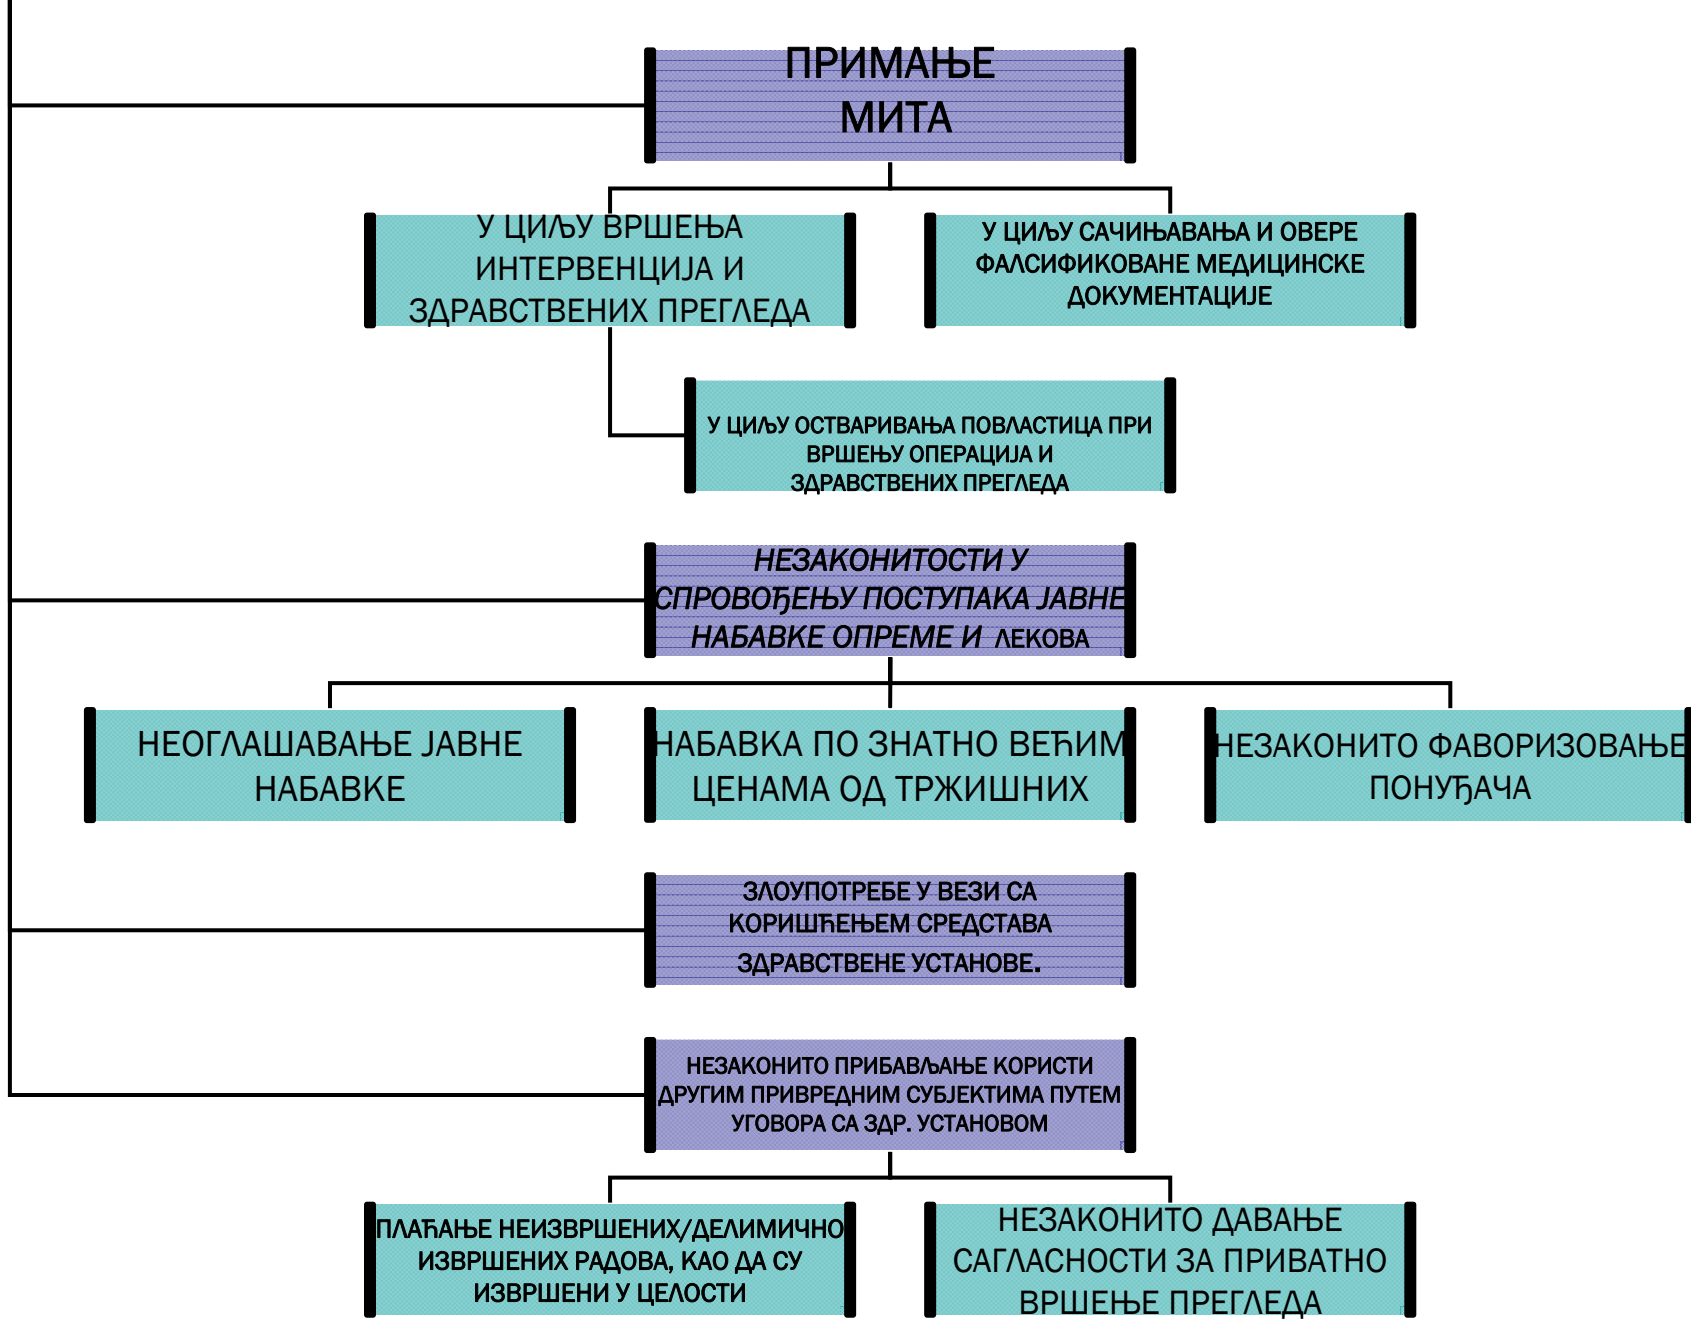 ПРИМАЊЕ
МИТА
У ЦИЉУ ВРШЕЊА
ИНТЕРВЕНЦИЈА И
ЗДРАВСТВЕНИХ ПРЕГЛЕДА
У ЦИЉУ САЧИЊАВАЊА И ОВЕРЕ
ФАЛСИФИКОВАНЕ МЕДИЦИНСКЕ
ДОКУМЕНТАЦИЈЕ
У ЦИЉУ ОСТВАРИВАЊА ПОВЛАСТИЦА ПРИ
ВРШЕЊУ ОПЕРАЦИЈА И
ЗДРАВСТВЕНИХ ПРЕГЛЕДА
НЕЗАКОНИТОСТИ У
СПРОВОЂЕЊУ ПОСТУПАКА ЈАВНЕ
НАБАВКЕ ОПРЕМЕ И ЛЕКОВА
НЕОГЛАШАВАЊЕ ЈАВНЕ
НАБАВКЕ
НАБАВКА ПО ЗНАТНО ВЕЋИМ
ЦЕНАМА ОД ТРЖИШНИХ
НЕЗАКОНИТО ФАВОРИЗОВАЊЕ
ПОНУЂАЧА
ЗЛОУПОТРЕБЕ У ВЕЗИ СА
КОРИШЋЕЊЕМ СРЕДСТАВА
ЗДРАВСТВЕНЕ УСТАНОВЕ.
НЕЗАКОНИТО ПРИБАВЉАЊЕ КОРИСТИ
ДРУГИМ ПРИВРЕДНИМ СУБЈЕКТИМА ПУТЕМ
УГОВОРА СА ЗДР. УСТАНОВОМ
ПЛАЋАЊЕ НЕИЗВРШЕНИХ/ДЕЛИМИЧНО
ИЗВРШЕНИХ РАДОВА, КАО ДА СУ
ИЗВРШЕНИ У ЦЕЛОСТИ
НЕЗАКОНИТО ДАВАЊЕ
САГЛАСНОСТИ ЗА ПРИВАТНО
ВРШЕЊЕ ПРЕГЛЕДА